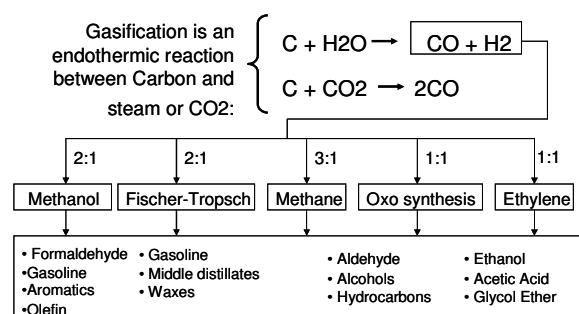 Gasification is an
endothermic reaction
between Carbon and
steam or CO2:
C + H2O → CO + H2
C + CO2 → 2CO
2:1 2:1 3:1 1:1 1:1
Methanol Fischer-Tropsch Methane Oxo synthesis Ethylene
• Formaldehyde
•Gasoline
•Aromatics
•Olefin
• Gasoline
• Middle distillates
• Waxes
• Aldehyde
• Alcohols
• Hydrocarbons
• Ethanol
• Acetic Acid
• Glycol Ether